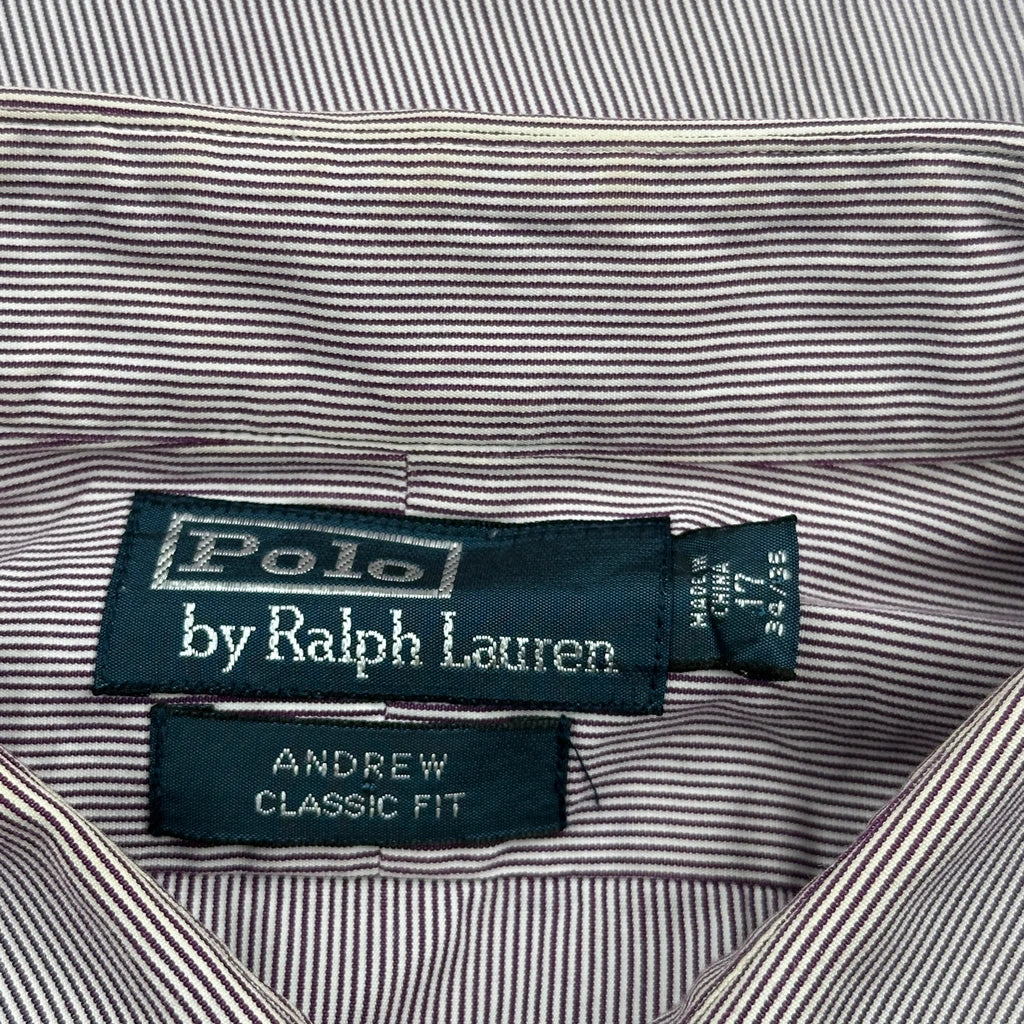 Polo
by Ralph Lauren
MADE IN
CHINA
17
34/35
ANDREW
CLASSIC FIT